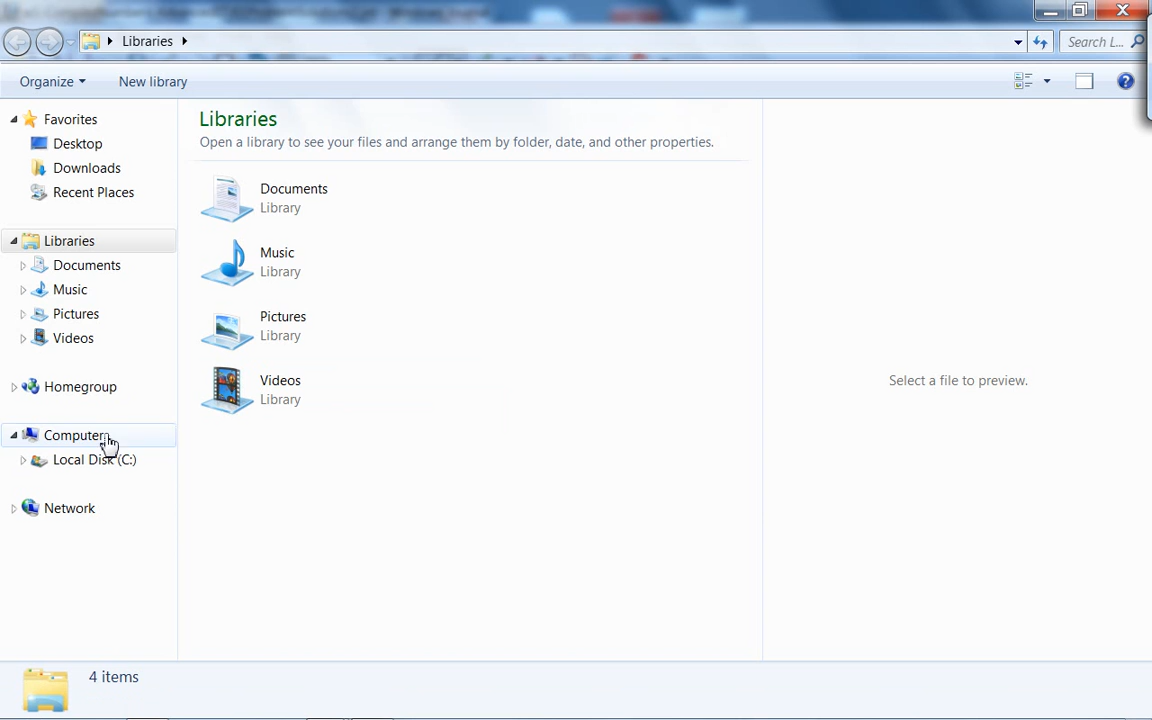 Libraries
Search L...
Organize
New library
Favorites
Desktop
Downloads
Recent Places
Libraries
Documents
Music
Pictures
Videos
Homegroup
Computer
Local Disk (C:)
Network
Libraries
Open a library to see your files and arrange them by folder, date, and other properties.
Documents
Library
Music
Library
Pictures
Library
Videos
Library
Select a file to preview.
4 items